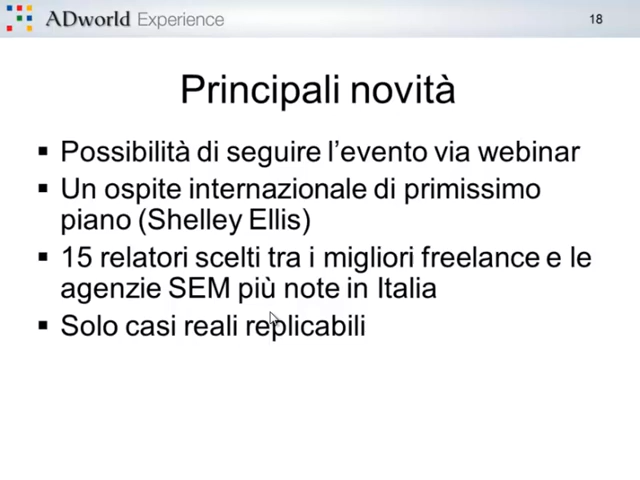 ADworld Experience
18
Principali novità
▪ Possibilità di seguire l’evento via webinar
▪ Un ospite internazionale di primissimo
piano (Shelley Ellis)
▪ 15 relatori scelti tra i migliori freelance e le
agenzie SEM più note in Italia
▪ Solo casi reali replicabili